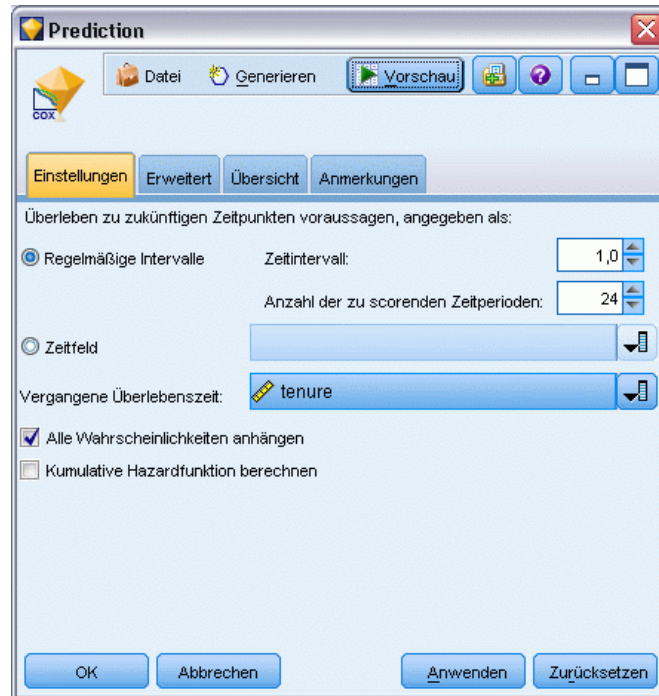 Prediction
Datei Generieren Vorschau
COX
Einstellungen Erweitert Übersicht Anmerkungen
Überleben zu zukünftigen Zeitpunkten voraussagen, angegeben als:
Regelmäßige Intervalle Zeitintervall: 1,0
Anzahl der zu scorenden Zeitperioden: 24
Zeitfeld
Vergangene Überlebenszeit: tenure
Alle Wahrscheinlichkeiten anhängen
Kumulative Hazardfunktion berechnen
OK Abbrechen Anwenden Zurücksetzen